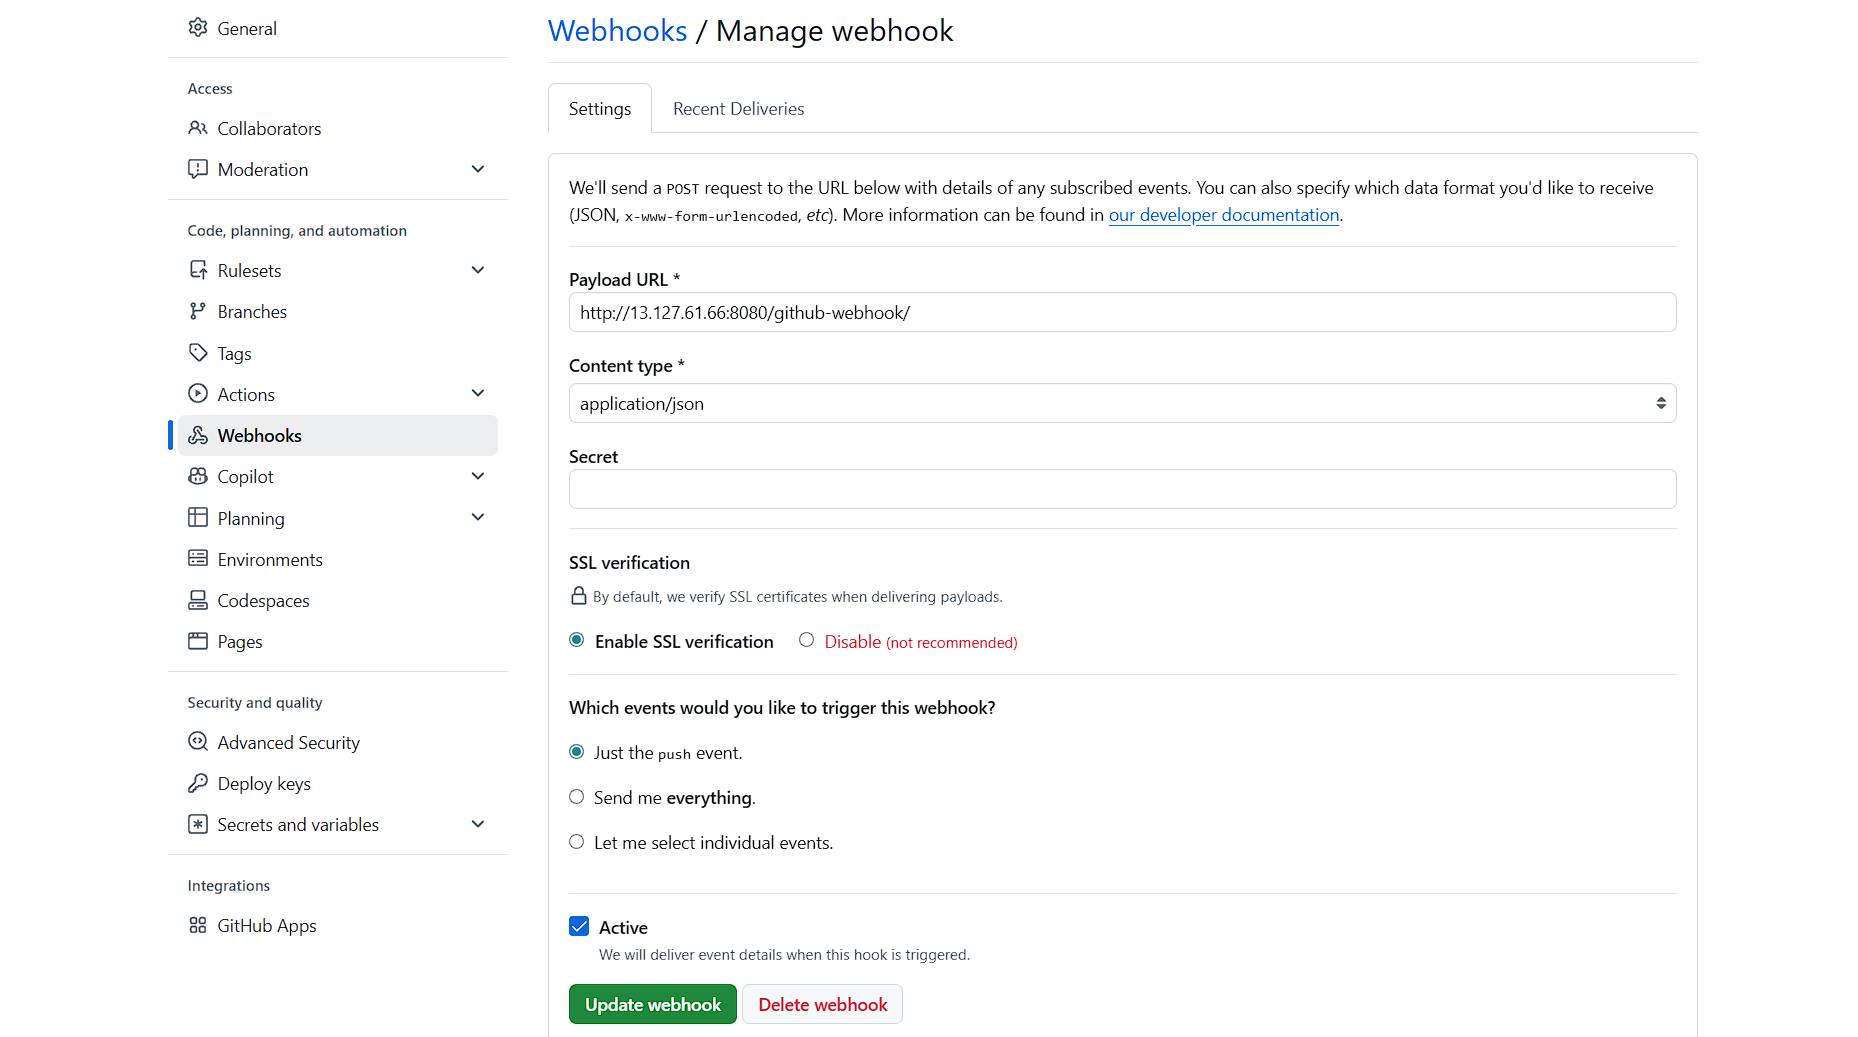 General
Access
Collaborators
Moderation
Code, planning, and automation
Rulesets
Branches
Tags
Actions
Webhooks
Copilot
Planning
Environments
Codespaces
Pages
Security and quality
Advanced Security
Deploy keys
Secrets and variables
Integrations
GitHub Apps
Webhooks / Manage webhook
Settings
Recent Deliveries
We'll send a POST request to the URL below with details of any subscribed events. You can also specify which data format you'd like to receive
(JSON, x-www-form-urlencoded, etc). More information can be found in our developer documentation.
Payload URL *
http://13.127.61.66:8080/github-webhook/
Content type *
application/json
Secret
SSL verification
By default, we verify SSL certificates when delivering payloads.
Enable SSL verification
Disable (not recommended)
Which events would you like to trigger this webhook?
Just the push event.
Send me everything.
Let me select individual events.
Active
We will deliver event details when this hook is triggered.
Update webhook
Delete webhook